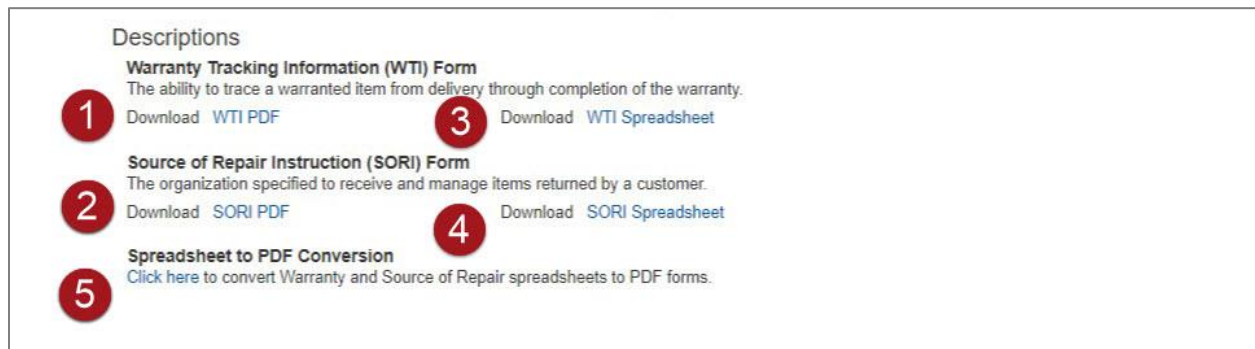 Descriptions
Warranty Tracking Information (WTI) Form
The ability to trace a warranted item from delivery through completion of the warranty.
1 Download WTI PDF 3 Download WTI Spreadsheet
Source of Repair Instruction (SORI) Form
The organization specified to receive and manage items returned by a customer.
2 Download SORI PDF 4 Download SORI Spreadsheet
Spreadsheet to PDF Conversion
5 Click here to convert Warranty and Source of Repair spreadsheets to PDF forms.